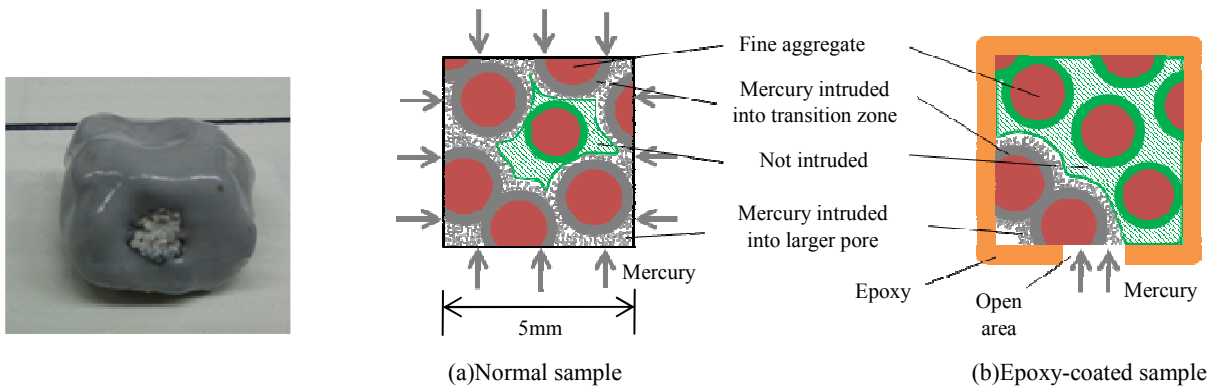 Fine aggregate
Mercury intruded
into transition zone
Not intruded
Mercury intruded
into larger pore
Mercury
Epoxy
Open
area
Mercury
5mm
(a)Normal sample
(b)Epoxy-coated sample